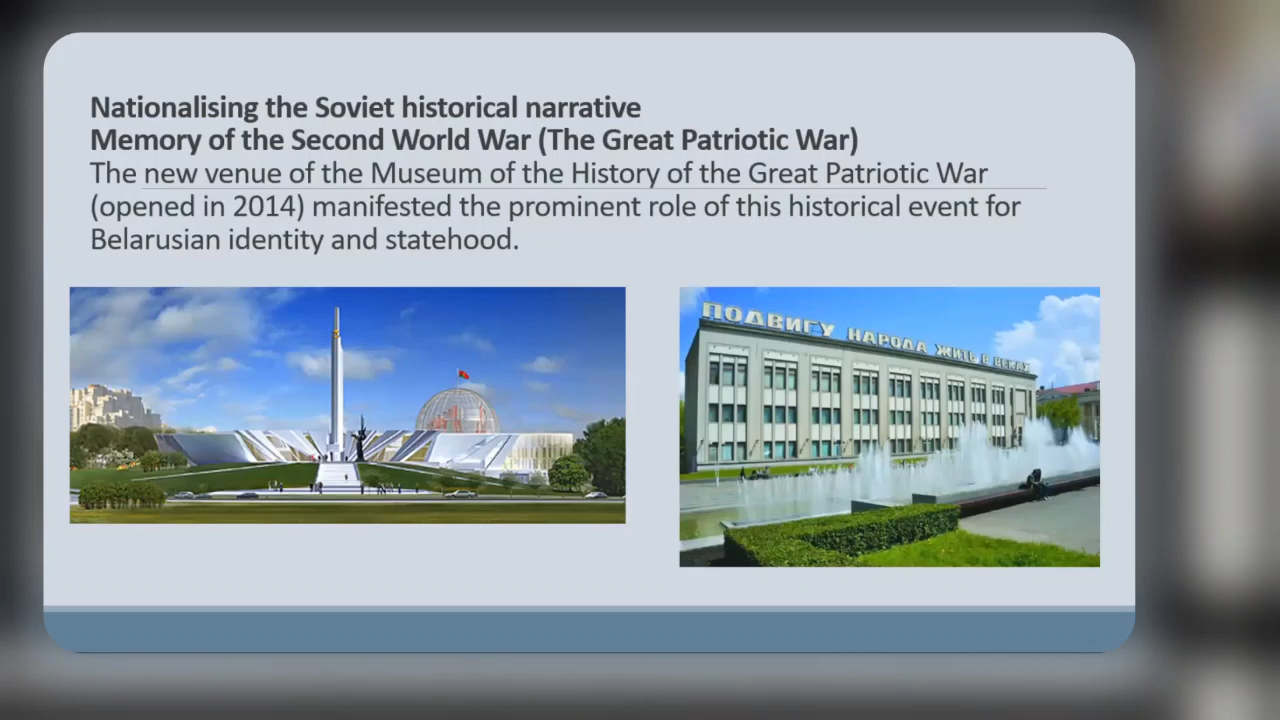 Nationalising the Soviet historical narrative
Memory of the Second World War (The Great Patriotic War)
The new venue of the Museum of the History of the Great Patriotic War
(opened in 2014) manifested the prominent role of this historical event for
Belarusian identity and statehood.
ПОДВИГУ НАРОДА ЖИТЬ В ВЕКАХ